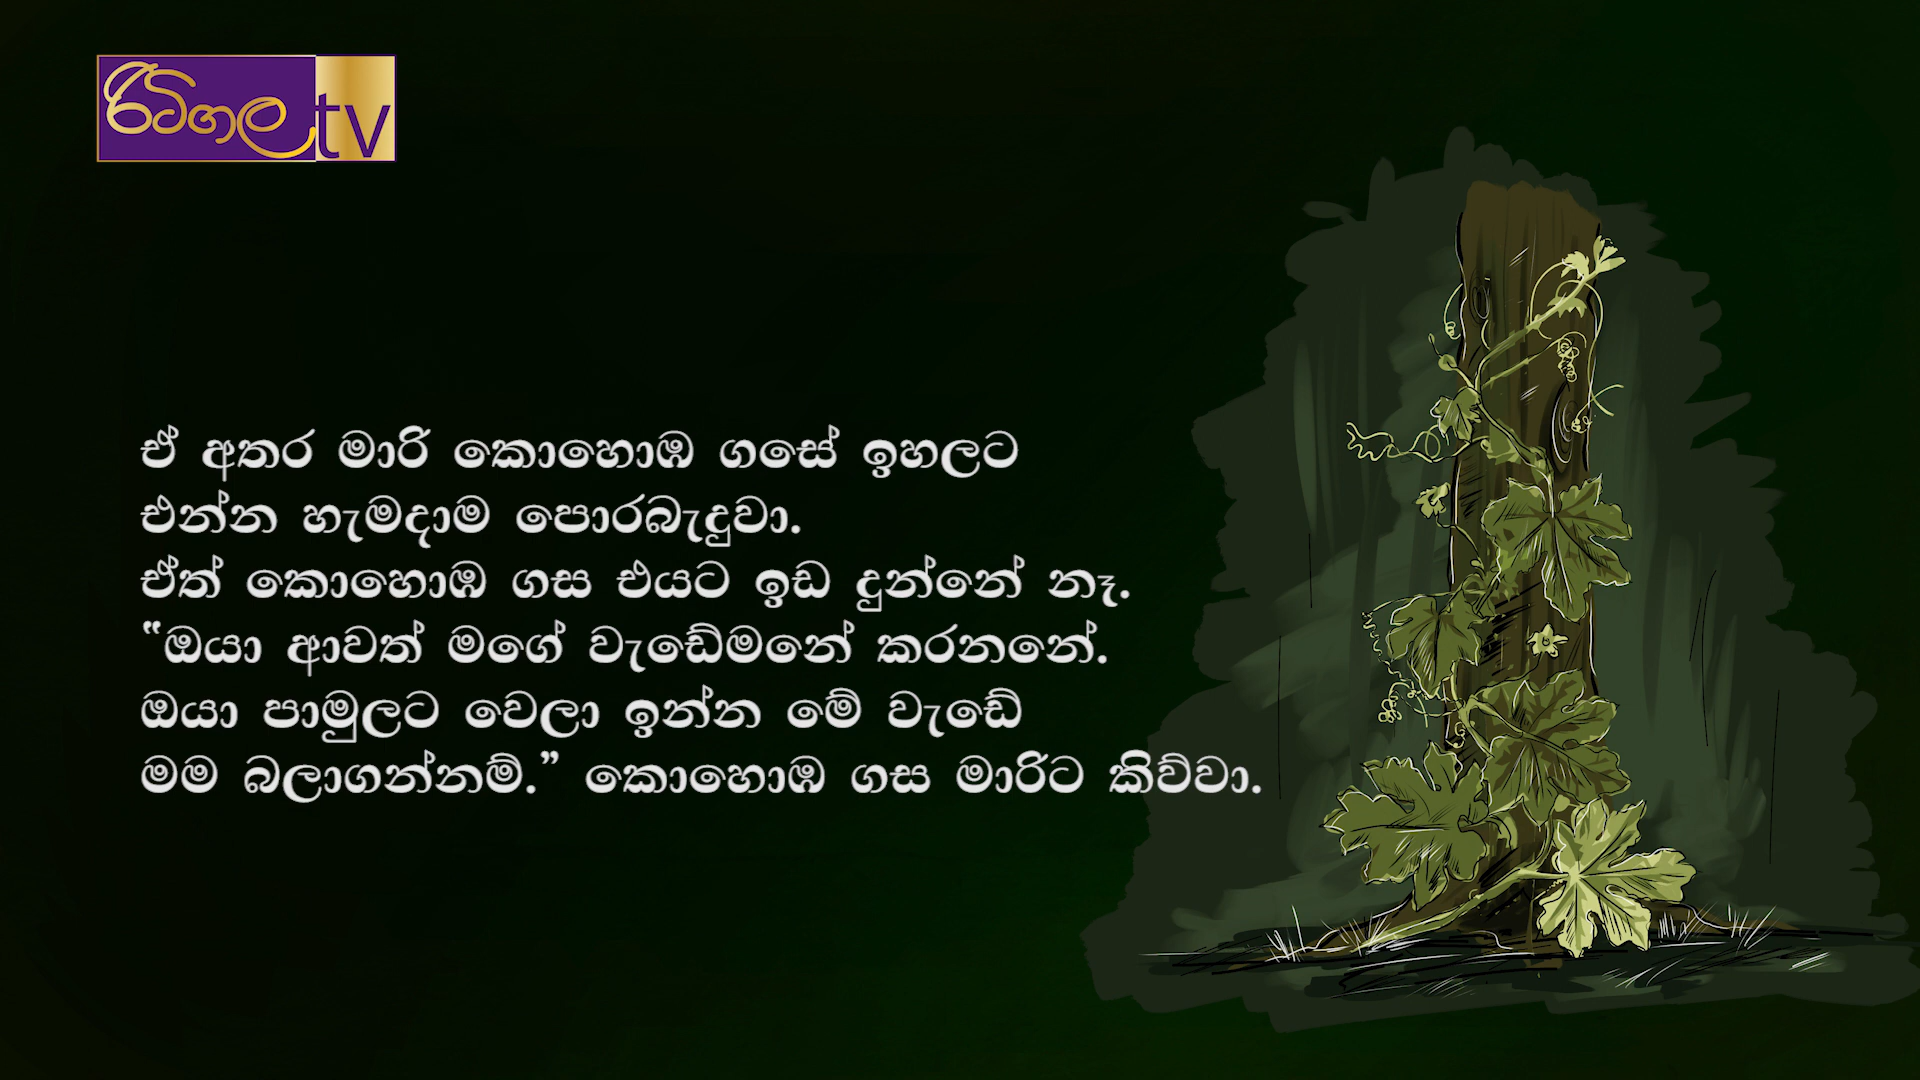 රිටිගල tv
ඒ අතර මාරි කොහොඹ ගසේ ඉහලට
එන්න හැමදාම පොරබැදුවා.
ඒත් කොහොඹ ගස එයට ඉඩ දුන්නේ නෑ.
“ඔයා ආවත් මගේ වැඩේමනේ කරනනේ.
ඔයා පාමුලට වෙලා ඉන්න මේ වැඩේ
මම බලාගන්නම්.” කොහොඹ ගස මාරිට කිව්වා.